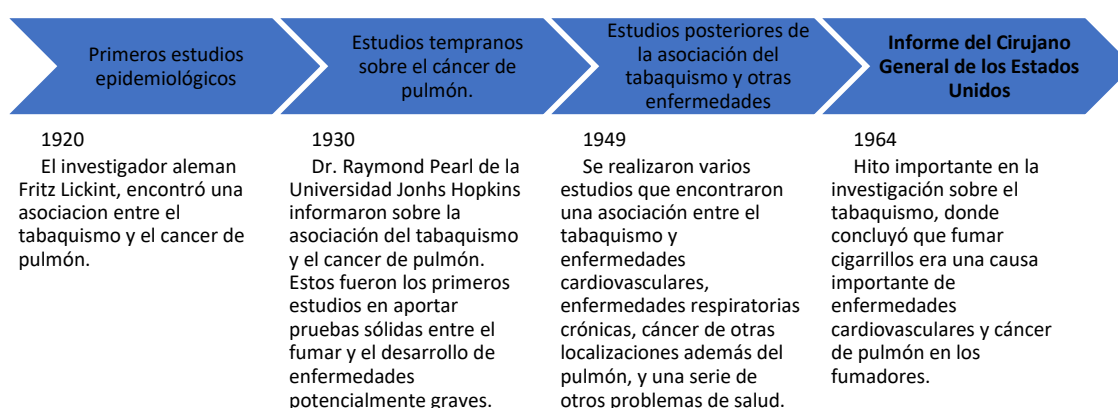 Primeros estudios
epidemiológicos
Estudios tempranos
sobre el cáncer de
pulmón.
Estudios posteriores de
la asociación del
tabaquismo y otras
enfermedades
Informe del Cirujano
General de los Estados
Unidos
1920
El investigador aleman
Fritz Lickint, encontró una
asociacion entre el
tabaquismo y el cancer de
pulmón.
1930
Dr. Raymond Pearl de la
Universidad Jonhs Hopkins
informaron sobre la
asociación del tabaquismo
y el cancer de pulmón.
Estos fueron los primeros
estudios en aportar
pruebas sólidas entre el
fumar y el desarrollo de
enfermedades
potencialmente graves.
1949
Se realizaron varios
estudios que encontraron
una asociación entre el
tabaquismo y
enfermedades
cardiovasculares,
enfermedades respiratorias
crónicas, cáncer de otras
localizaciones además del
pulmón, y una serie de
otros problemas de salud.
1964
Hito importante en la
investigación sobre el
tabaquismo, donde
concluyó que fumar
cigarrillos era una causa
importante de
enfermedades
cardiovasculares y cáncer
de pulmón en los
fumadores.